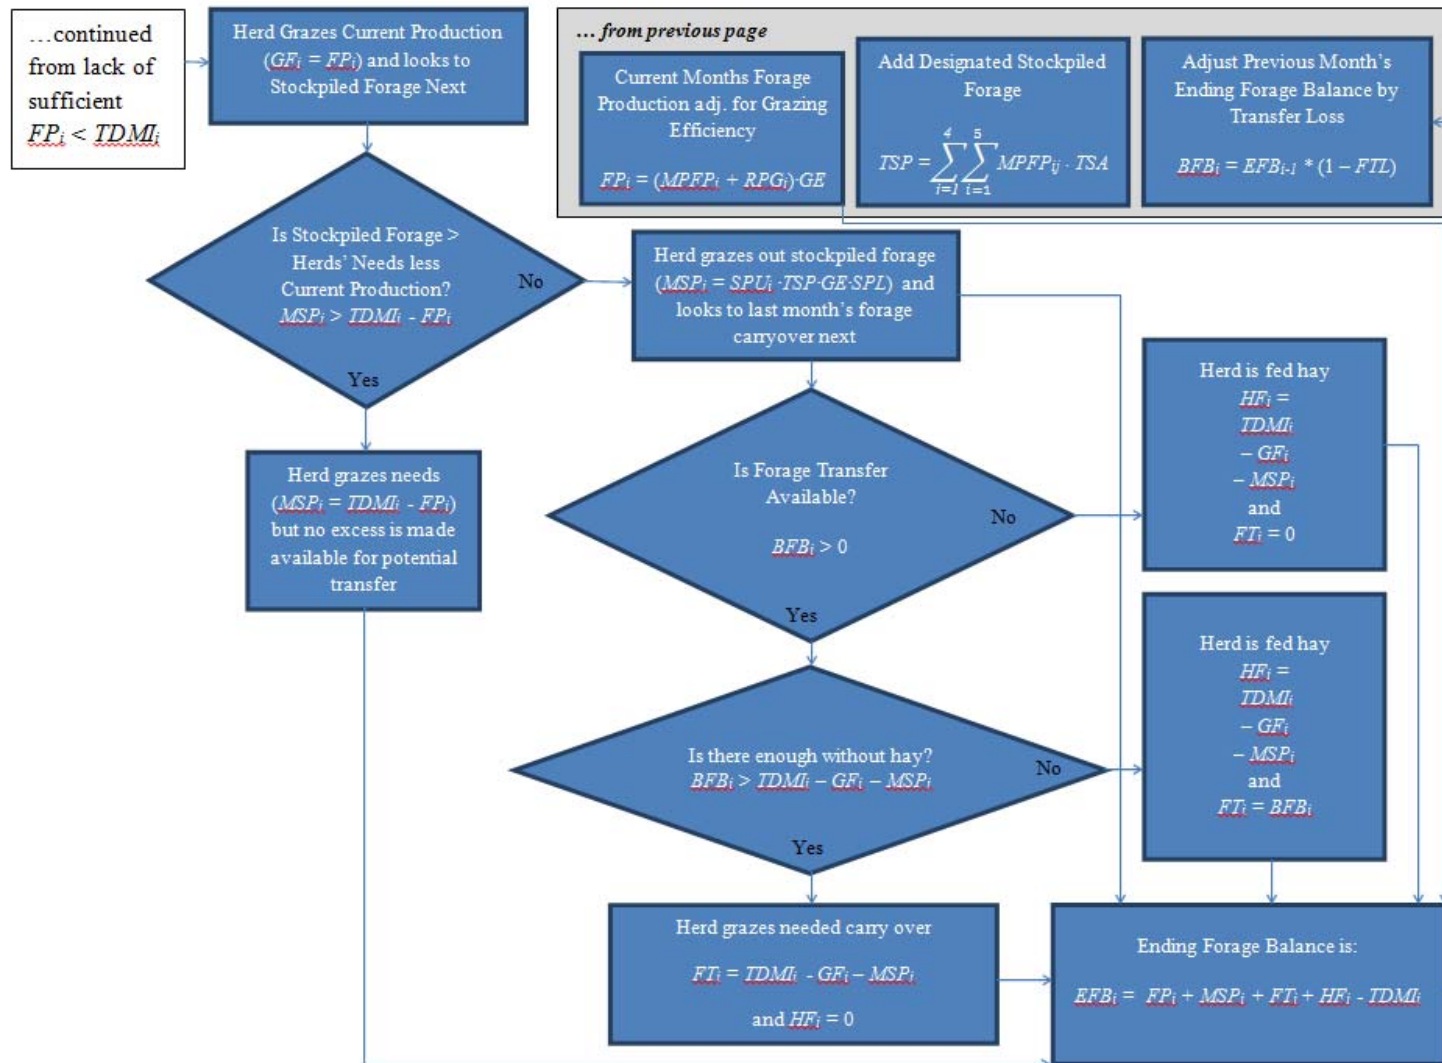 …continued
from lack of
sufficient
FPᵢ < TDMIᵢ
Herd Grazes Current Production
(GFᵢ = FPᵢ) and looks to
Stockpiled Forage Next
… from previous page
Current Months Forage
Production adj. for Grazing
Efficiency
FPᵢ = (MPFPᵢ + RPGᵢ)·GE
Add Designated Stockpiled
Forage
4 5
TSP = ∑ ∑ MPFPᵢⱼ · TSA
i=1 i=1
Adjust Previous Month’s
Ending Forage Balance by
Transfer Loss
BFBᵢ = EFBᵢ₋₁ * (1 – FTL)
Is Stockpiled Forage >
Herds’ Needs less
Current Production?
MSPᵢ > TDMIᵢ - FPᵢ
No
Yes
Herd grazes out stockpiled forage
(MSPᵢ = SPUᵢ ·TSP·GE·SPL) and
looks to last month’s forage
carryover next
Herd grazes needs
(MSPᵢ = TDMIᵢ - FPᵢ)
but no excess is made
available for potential
transfer
Is Forage Transfer
Available?
BFBᵢ > 0
No
Yes
Herd is fed hay
HFᵢ =
TDMIᵢ
– GFᵢ
– MSPᵢ
and
FTᵢ = 0
Is there enough without hay?
BFBᵢ > TDMIᵢ – GFᵢ – MSPᵢ
No
Yes
Herd is fed hay
HFᵢ =
TDMIᵢ
– GFᵢ
– MSPᵢ
and
FTᵢ = BFBᵢ
Herd grazes needed carry over
FTᵢ = TDMIᵢ - GFᵢ – MSPᵢ
and HFᵢ = 0
Ending Forage Balance is:
EFBᵢ = FPᵢ + MSPᵢ + FTᵢ + HFᵢ - TDMIᵢ